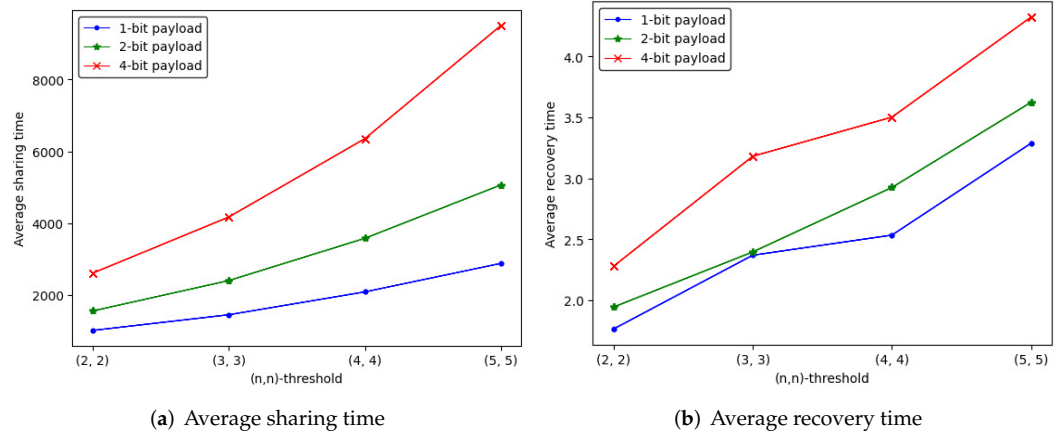 1-bit payload
2-bit payload
4-bit payload
Average sharing time
8000
6000
4000
2000
(2, 2)
(3, 3)
(4, 4)
(5, 5)
(n,n)-threshold
(a) Average sharing time
1-bit payload
2-bit payload
4-bit payload
Average recovery time
4.0
3.5
3.0
2.5
2.0
(2, 2)
(3, 3)
(4, 4)
(5, 5)
(n,n)-threshold
(b) Average recovery time